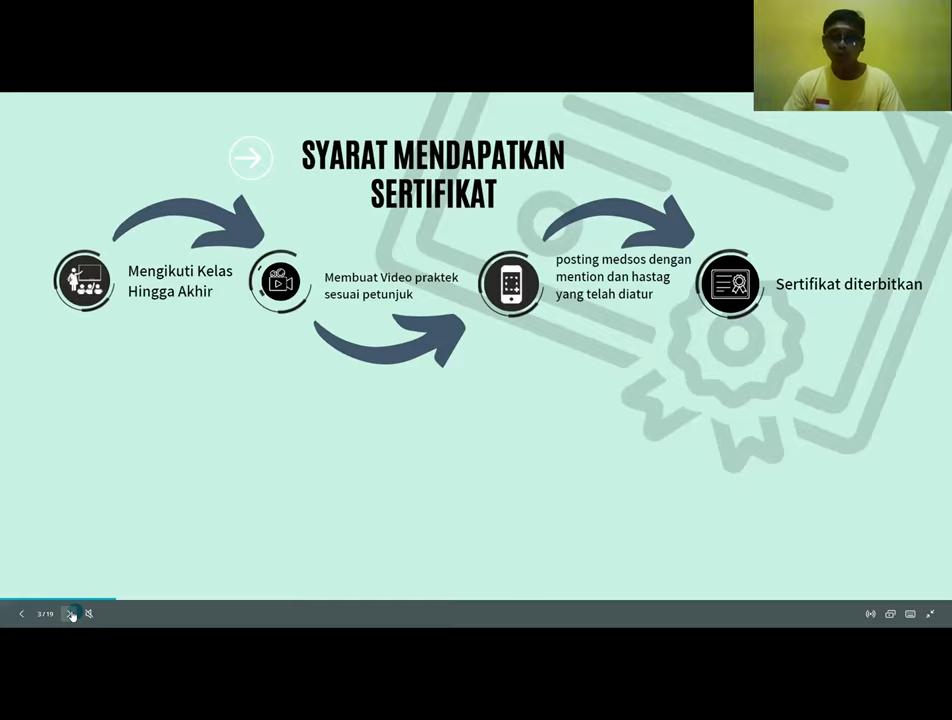 SYARAT MENDAPATKAN
SERTIFIKAT
Mengikuti Kelas
Hingga Akhir
Membuat Video praktek
sesuai petunjuk
posting medsos dengan
mention dan hastag
yang telah diatur
Sertifikat diterbitkan
3 / 19